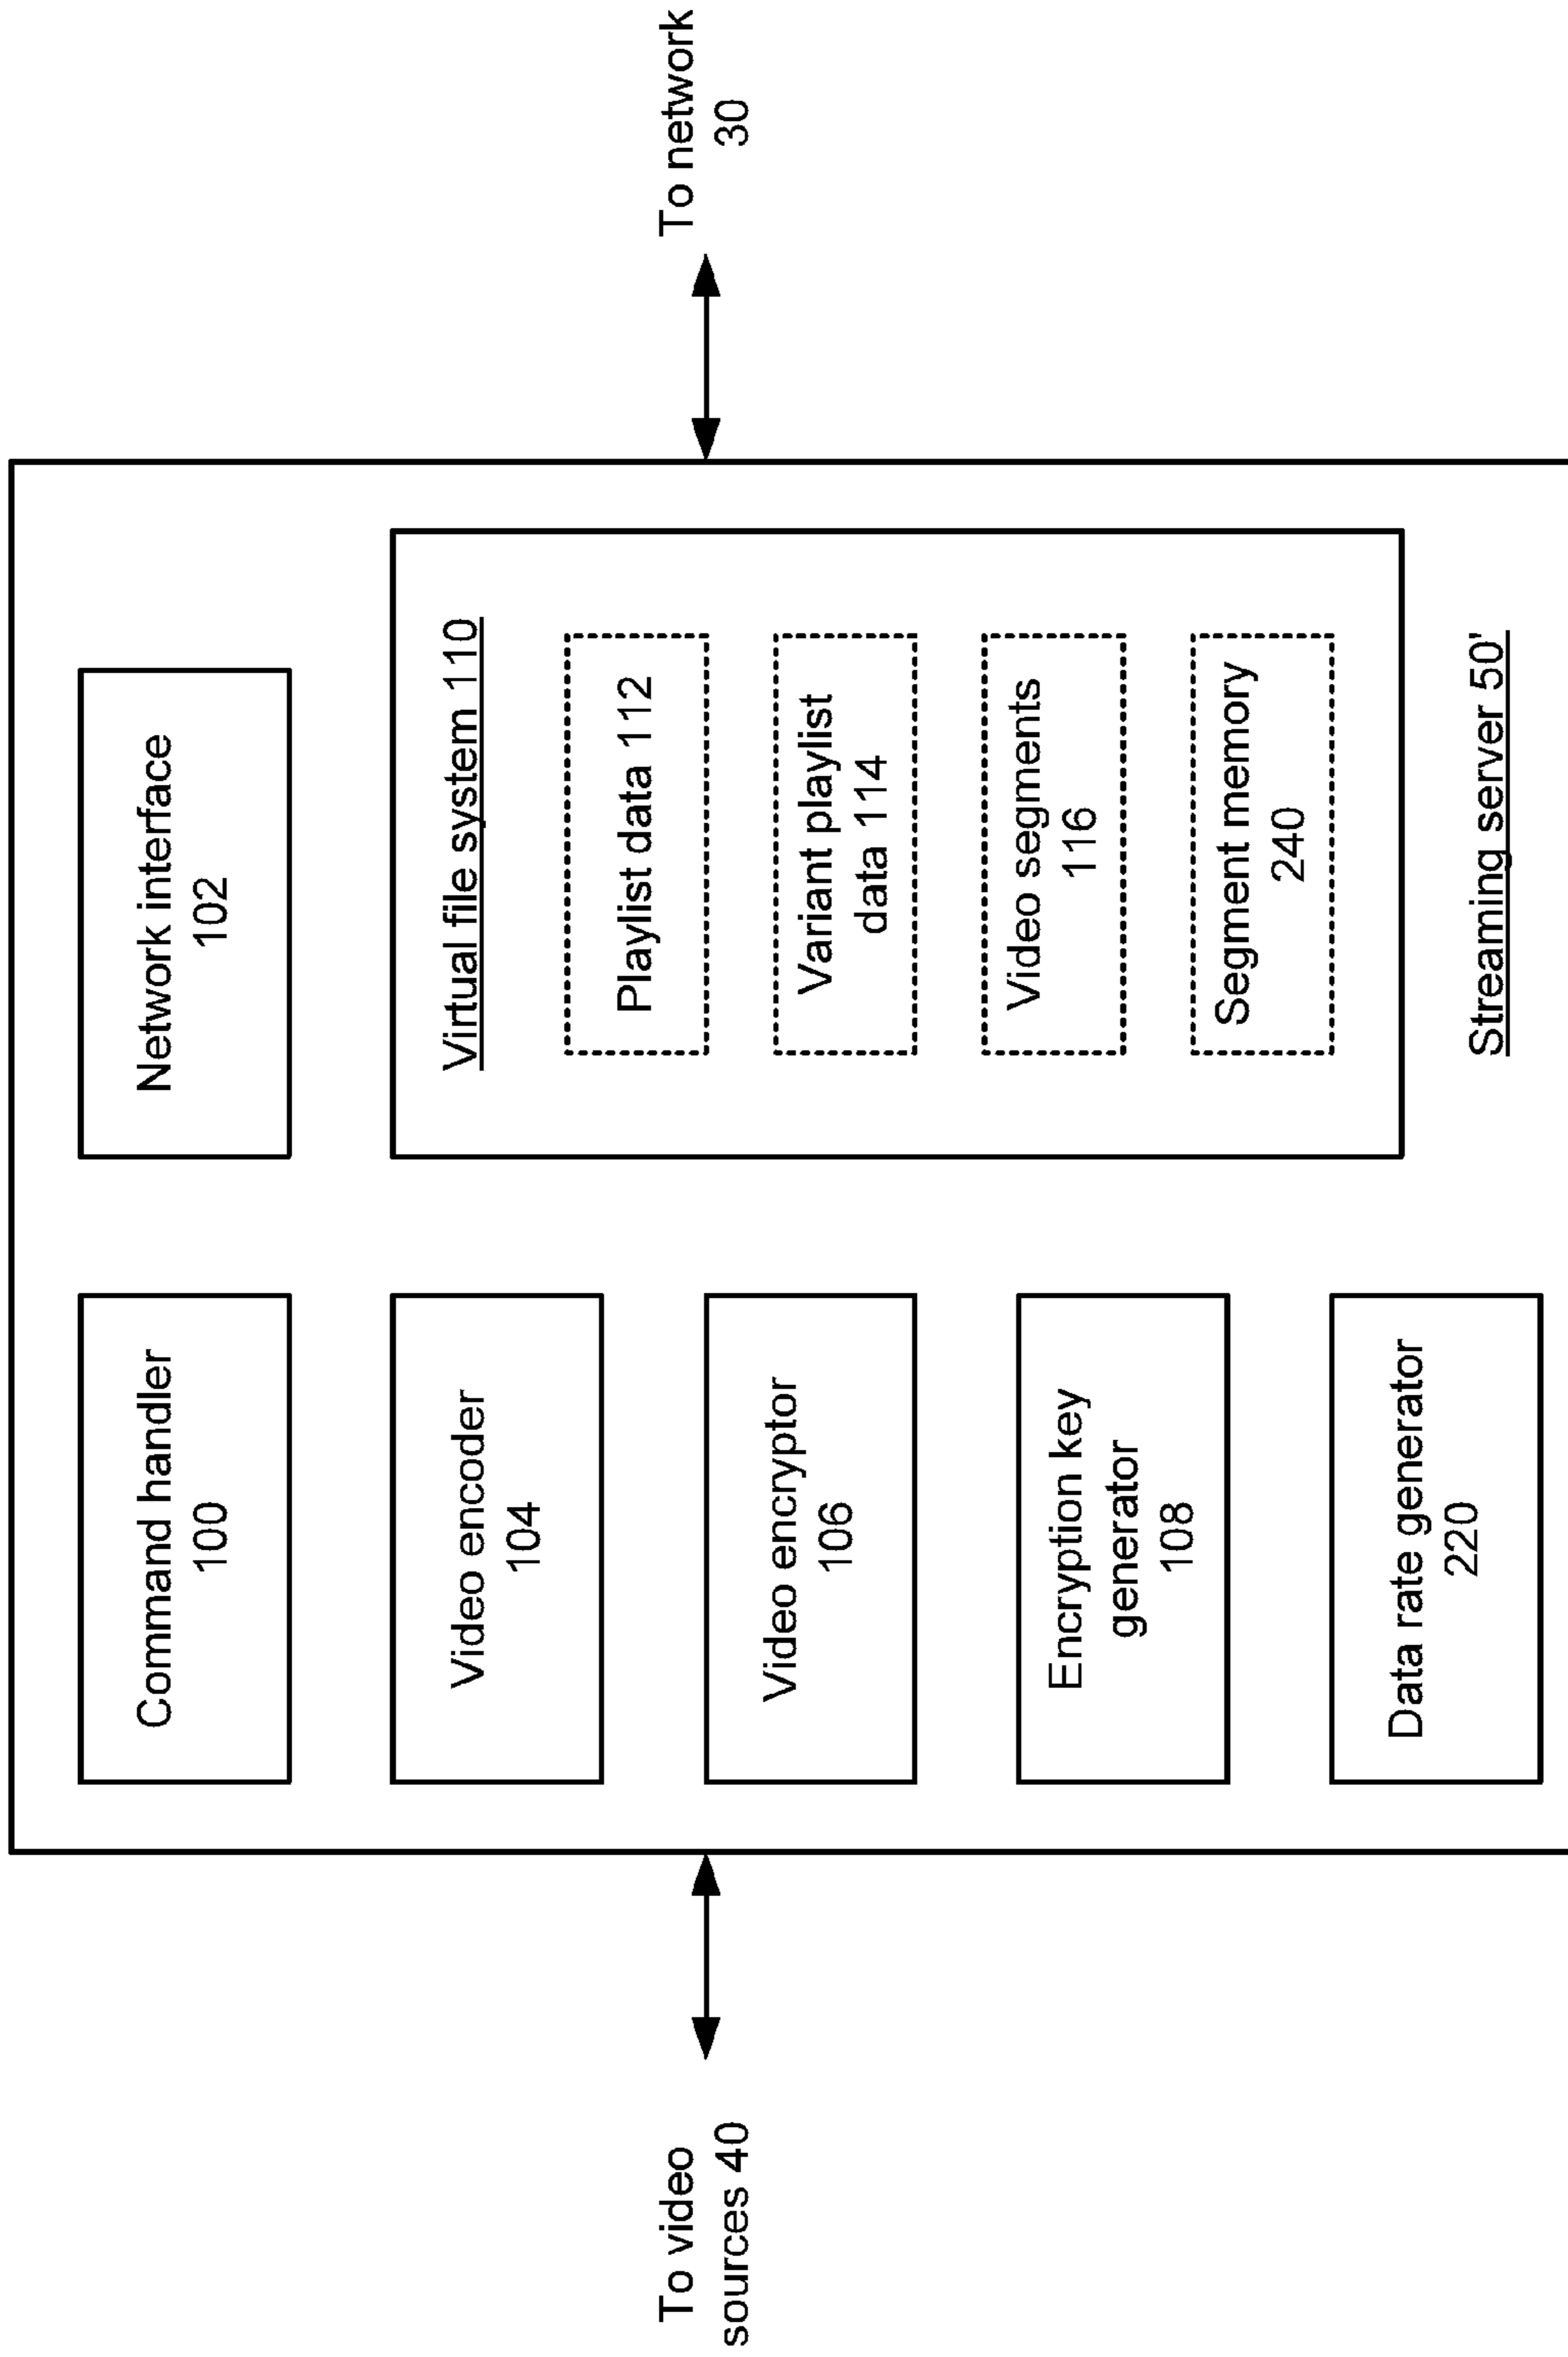 To video
sources 40
Command handler
100
Video encoder
104
Video encryptor
106
Encryption key
generator
108
Data rate generator
220
Network interface
102
Virtual file system 110
Playlist data 112
Variant playlist
data 114
Video segments
116
Segment memory
240
Streaming server 50'
To network
30